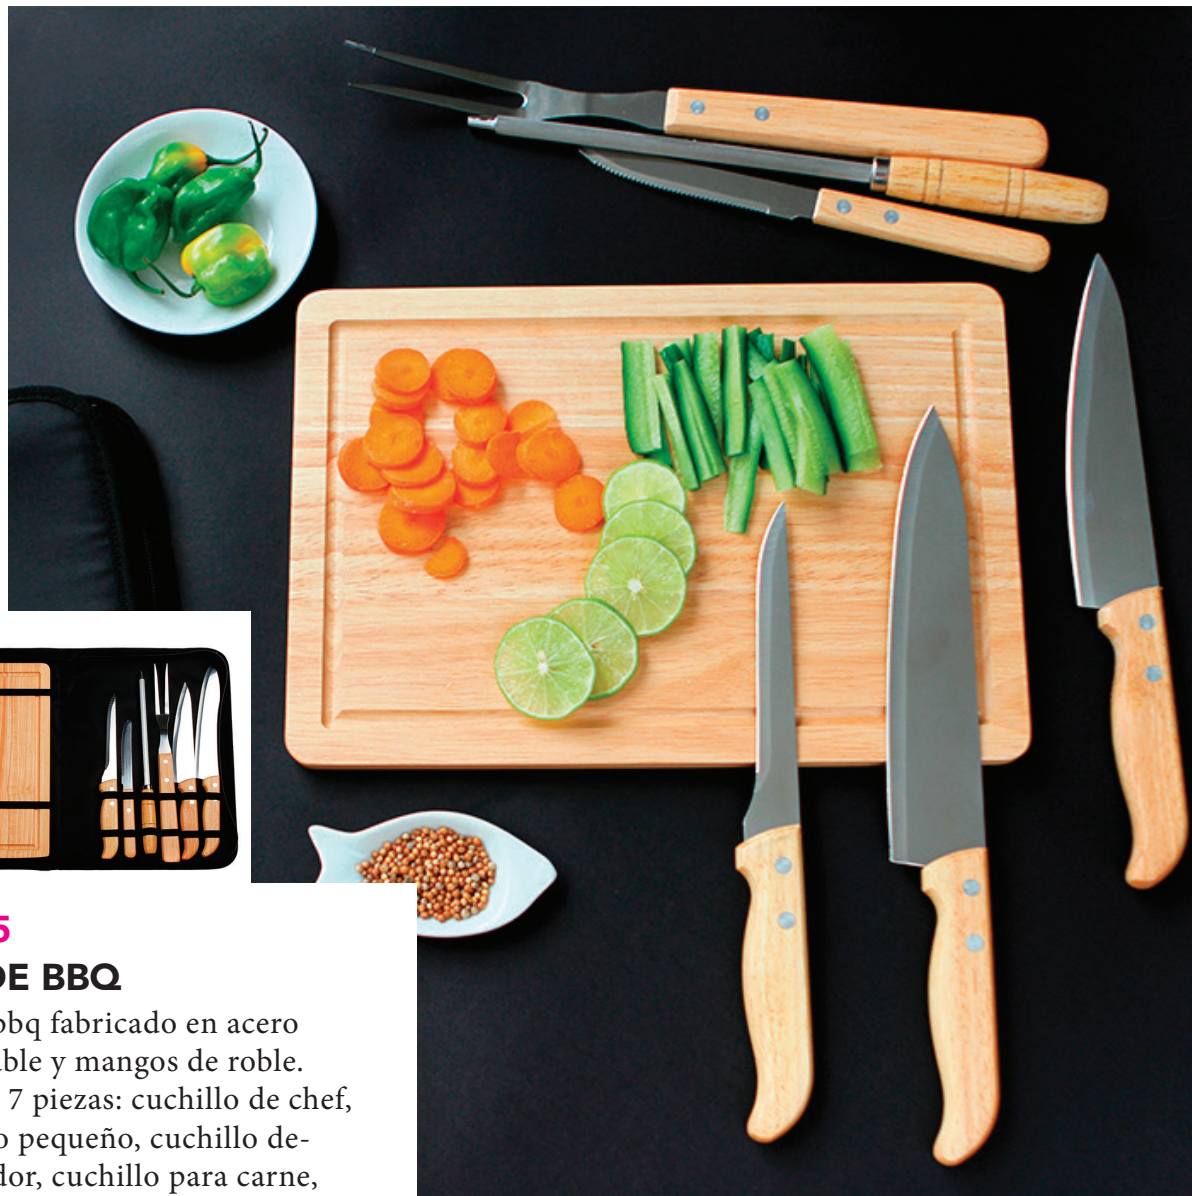 5
DE BBQ
bbq fabricado en acero
ble y mangos de roble.
7 piezas: cuchillo de chef,
o pequeño, cuchillo de-
dor, cuchillo para carne,